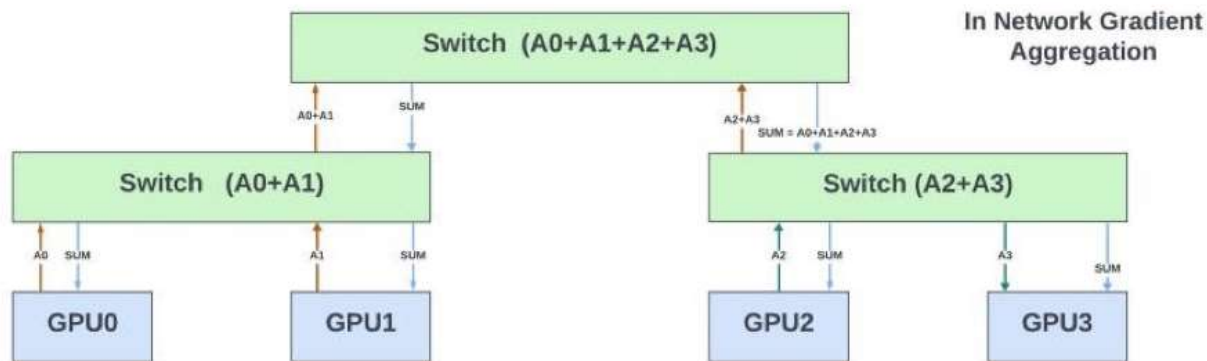 In Network Gradient
Aggregation
Switch (A0+A1+A2+A3)
A0+A1
SUM
A2+A3
SUM = A0+A1+A2+A3
Switch (A0+A1)
Switch (A2+A3)
A0
SUM
A1
SUM
A2
SUM
A3
SUM
GPU0
GPU1
GPU2
GPU3